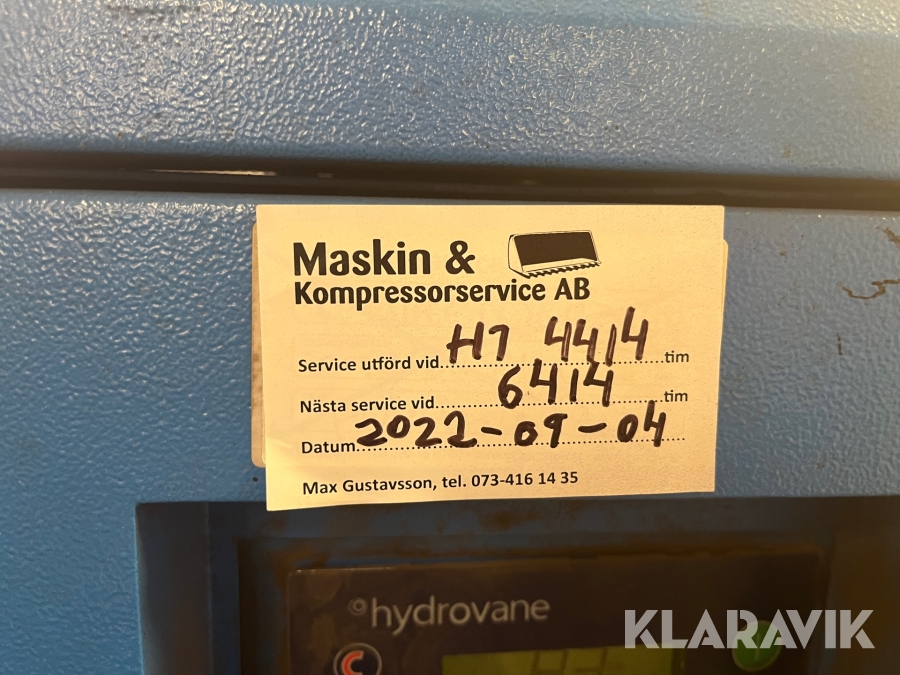 Maskin &
Kompressorservice AB
Service utförd vid H7 4414 tim
Nästa service vid 6414 tim
Datum 2022-09-04
Max Gustavsson, tel. 073-416 14 35
hydrovane
KLARAVIK